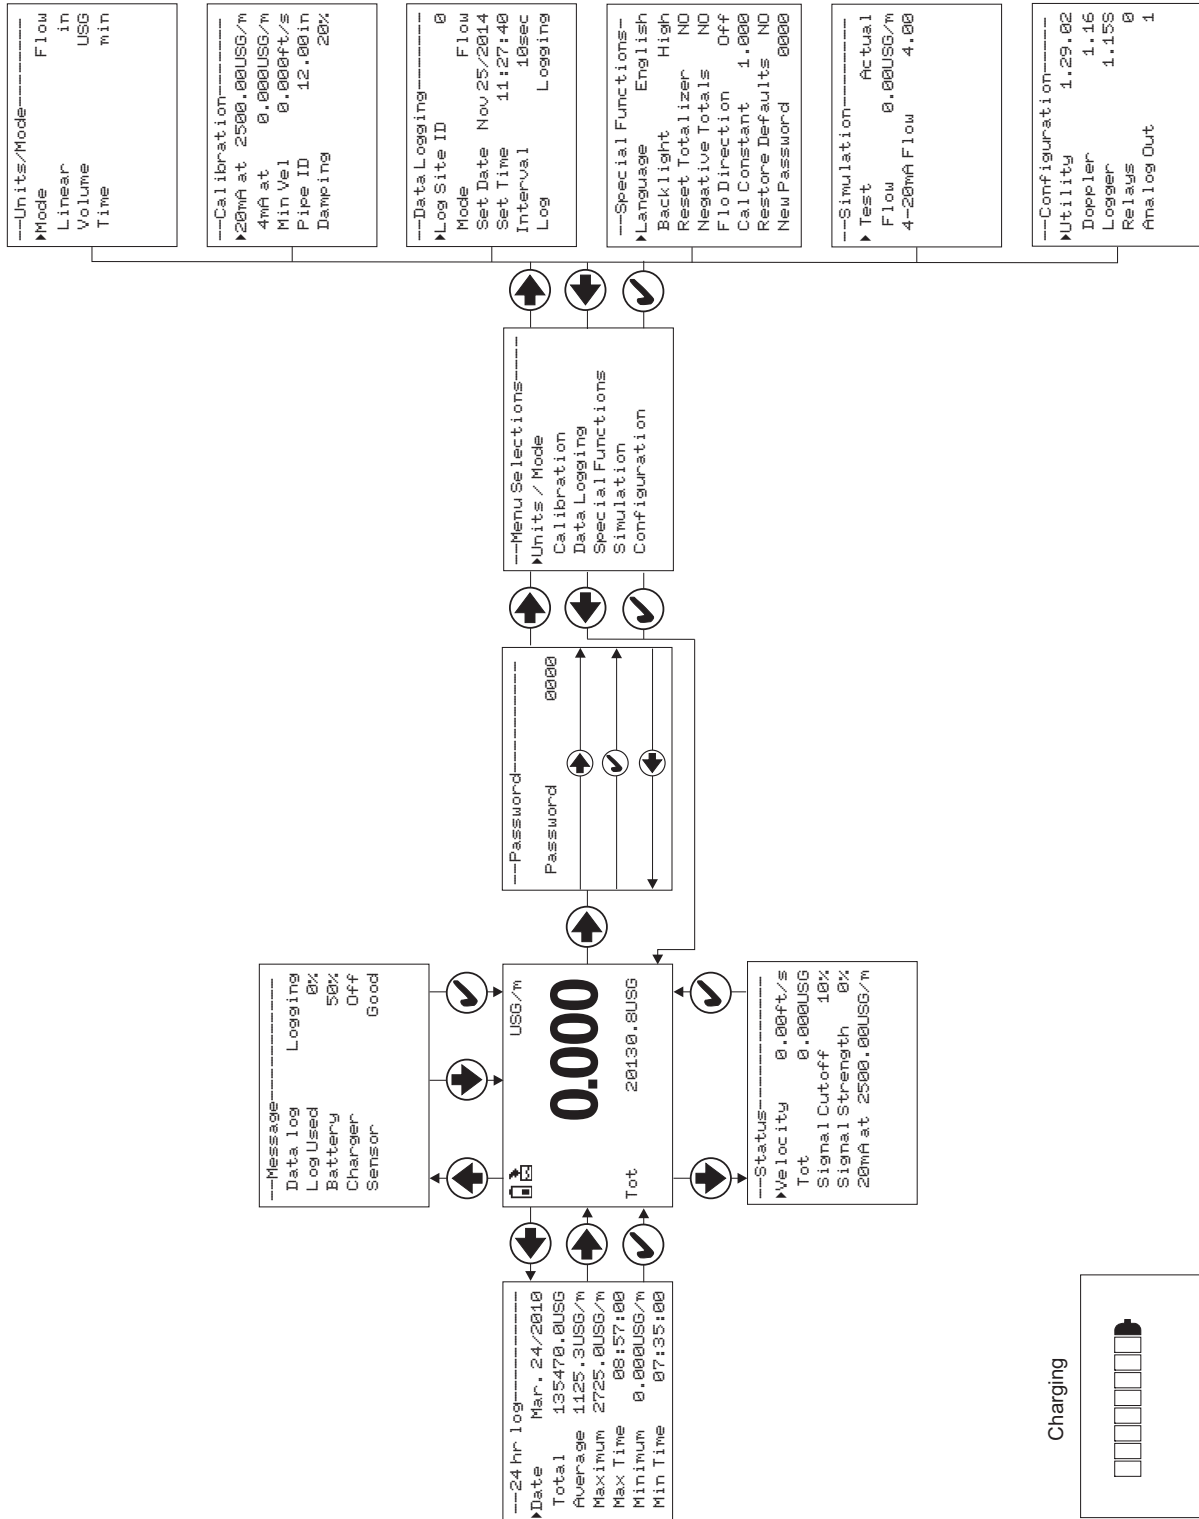 --Units/Mode----------
Mode Flow
Linear in
Volume USG
Time min
--Calibration--------
20mA at 2500.00USG/m
4mA at 0.000USG/m
Min Vel 0.000ft/s
Pipe ID 12.00in
Damping 20%
--Data Logging--------
Log Site ID 0
Mode Flow
Set Date Nov 25/2014
Set Time 11:27:40
Interval 10sec
Log Logging
--Special Functions-
Language English
Backlight High
Reset Totalizer NO
Negative Totals NO
Flo Direction Off
Cal Constant 1.000
Restore Defaults NO
New Password 0000
--Simulation---------
Test Actual
Flow 0.00USG/m
4-20mA Flow 4.00
--Configuration------
Utility 1.29.02
Doppler 1.16
Logger 1.15S
Relays 0
Analog Out 1
--Menu Selections-----
Units / Mode
Calibration
Data Logging
Special Functions
Simulation
Configuration
--Password------------
Password 0000
--Message-------------
Data log Logging
Log Used 0%
Battery 50%
Charger Off
Sensor Good
USG/m
0.000
Tot 20130.8USG
--Status--------------
Velocity 0.00ft/s
Tot 0.000USG
Signal Cutoff 10%
Signal Strength 0%
20mA at 2500.00USG/m
--24 hr log-----------
Date Mar. 24/2010
Total 135470.0USG
Average 1125.3USG/m
Maximum 2725.0USG/m
Max Time 08:57:00
Minimum 0.000USG/m
Min Time 07:35:00
Charging